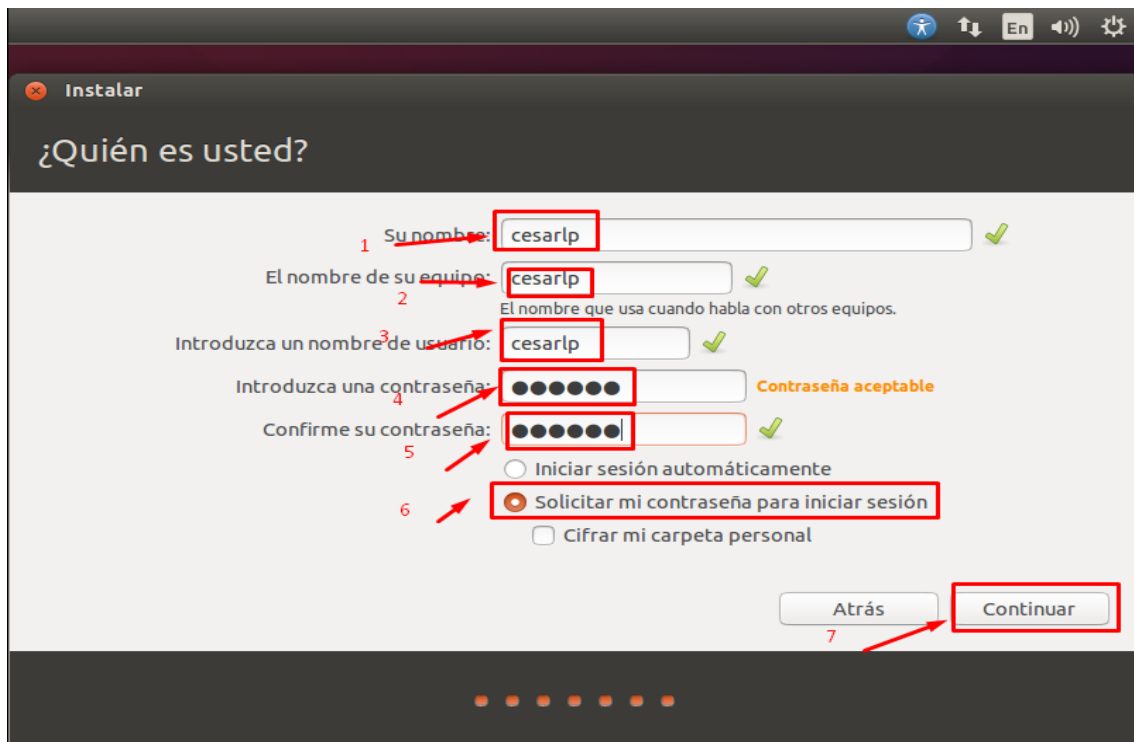 En
Instalar
¿Quién es usted?
1 Su nombre: cesarlp
El nombre de su equipo: cesarlp
2
El nombre que usa cuando habla con otros equipos.
3
Introduzca un nombre de usuario: cesarlp
Introduzca una contraseña: ●●●●●● Contraseña aceptable
4
Confirme su contraseña: ●●●●●●
5
Iniciar sesión automáticamente
6 Solicitar mi contraseña para iniciar sesión
Cifrar mi carpeta personal
Atrás Continuar
7